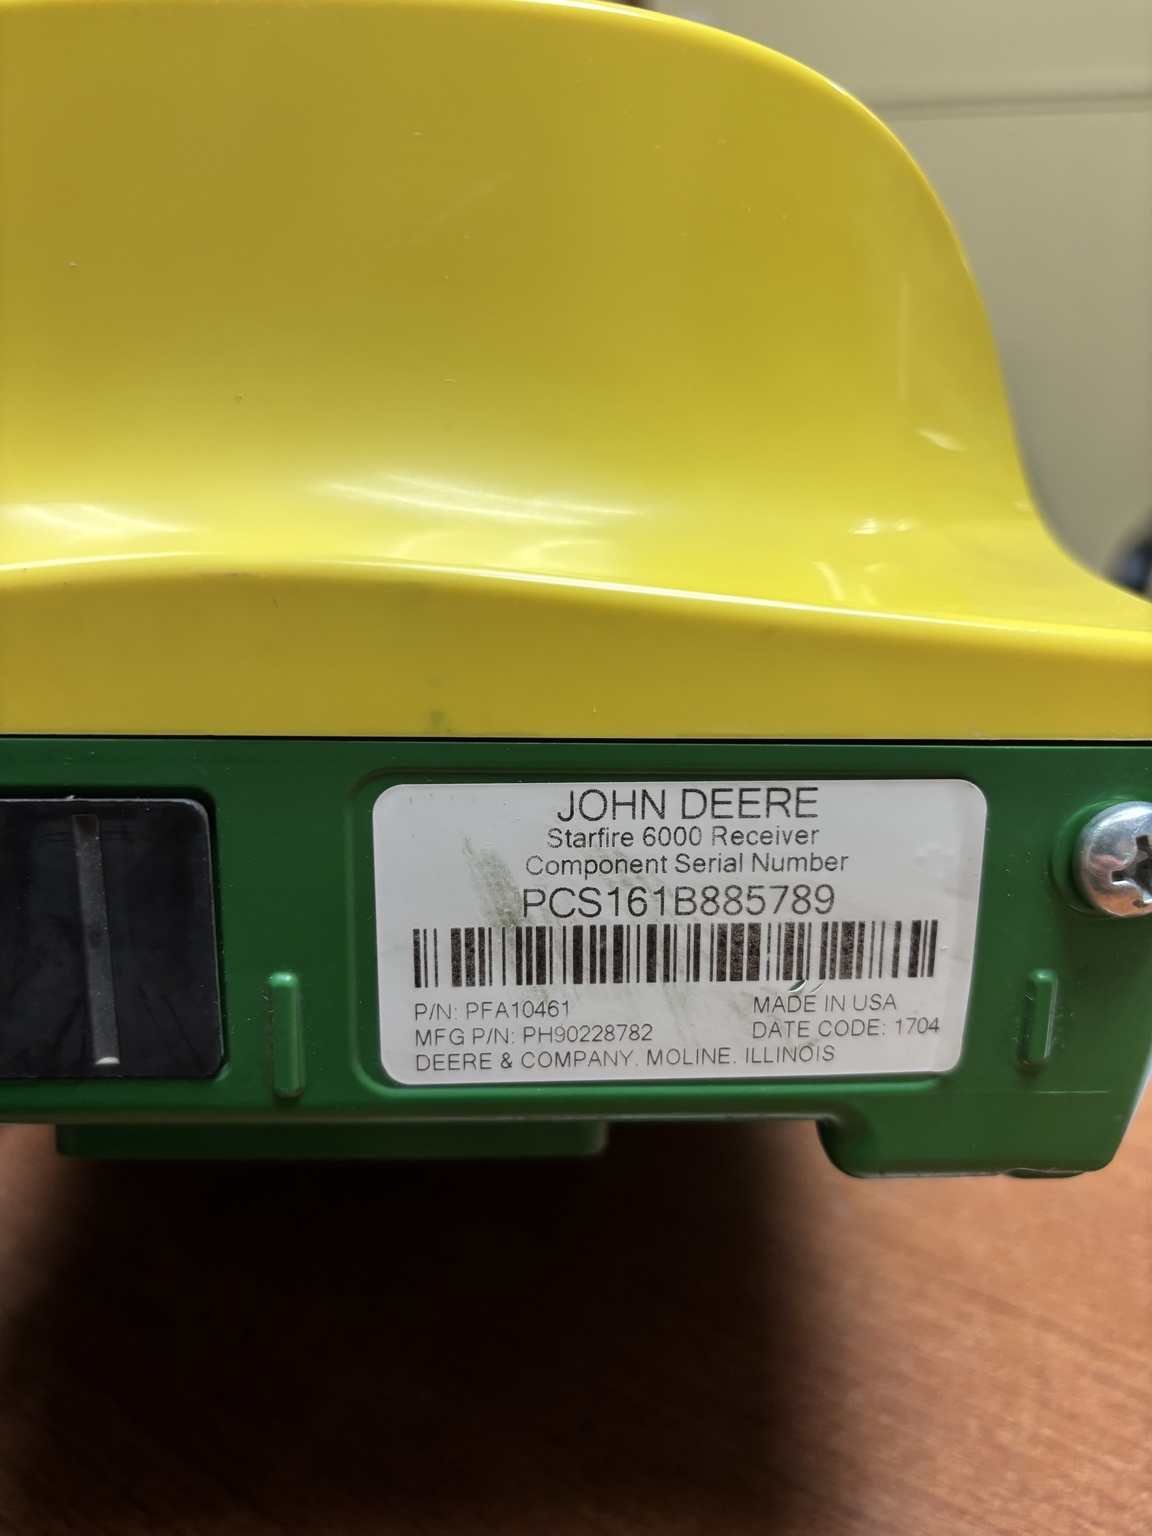 JOHN DEERE
Starfire 6000 Receiver
Component Serial Number
PCS161B885789
P/N: PFA10461 MADE IN USA
MFG P/N: PH90228782 DATE CODE: 1704
DEERE & COMPANY. MOLINE. ILLINOIS